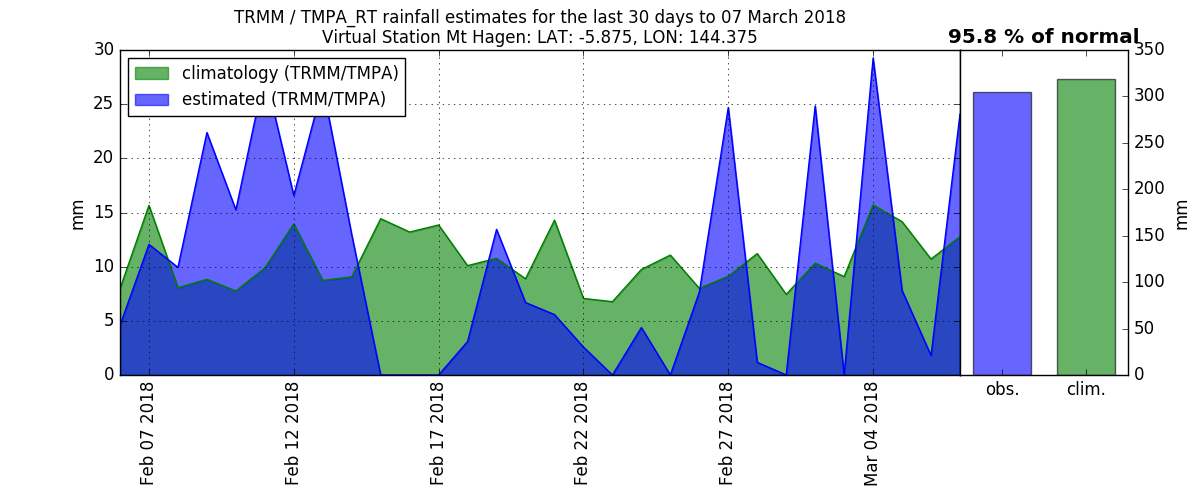 TRMM / TMPA_RT rainfall estimates for the last 30 days to 07 March 2018
Virtual Station Mt Hagen: LAT: -5.875, LON: 144.375
95.8 % of normal
climatology (TRMM/TMPA)
estimated (TRMM/TMPA)
30
25
20
15
10
5
0
mm
Feb 07 2018
Feb 12 2018
Feb 17 2018
Feb 22 2018
Feb 27 2018
Mar 04 2018
obs.
clim.
350
300
250
200
150
100
50
0
mm